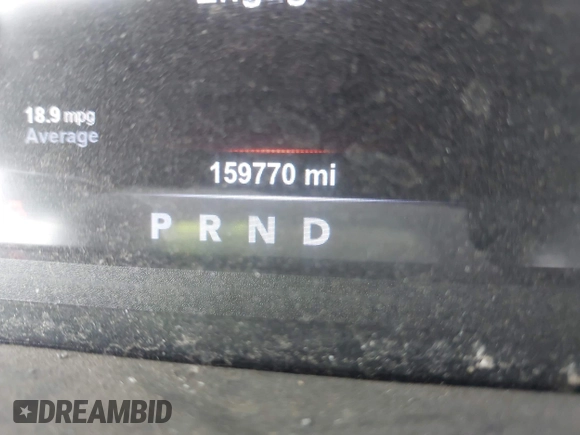 18.9 mpg
Average
159770 mi
P R N D
DREAMBID